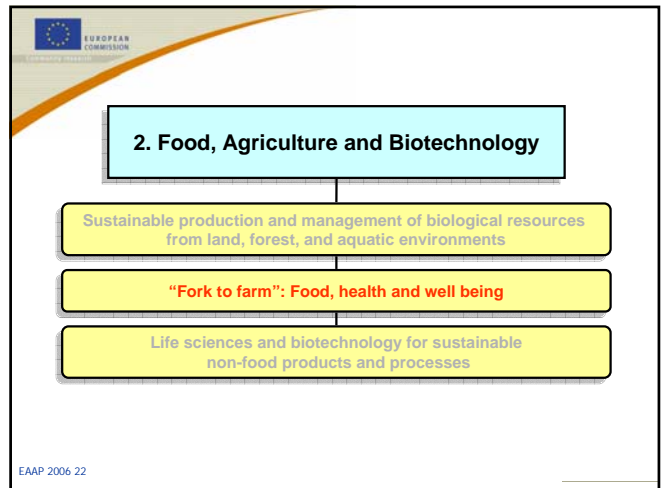 EUROPEAN
COMMISSION
Community research
2. Food, Agriculture and Biotechnology
Sustainable production and management of biological resources
from land, forest, and aquatic environments
“Fork to farm”: Food, health and well being
Life sciences and biotechnology for sustainable
non-food products and processes
EAAP 2006 22